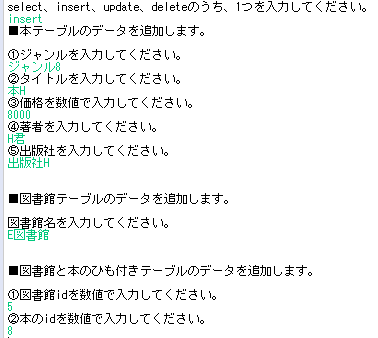 select、insert、update、deleteのうち、1つを入力してください。
insert
■本テーブルのデータを追加します。
①ジャンルを入力してください。
ジャンル8
②タイトルを入力してください。
本H
③価格を数値で入力してください。
8000
④著者を入力してください。
H君
⑤出版社を入力してください。
出版社H
■図書館テーブルのデータを追加します。
図書館名を入力してください。
E図書館
■図書館と本のひも付きテーブルのデータを追加します。
①図書館idを数値で入力してください。
5
②本のidを数値で入力してください。
8